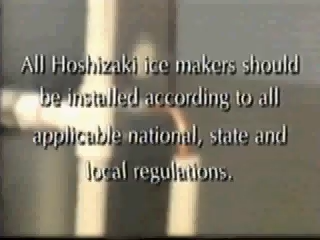 All Hoshizaki ice makers should
be installed according to all
applicable national, state and
local regulations.